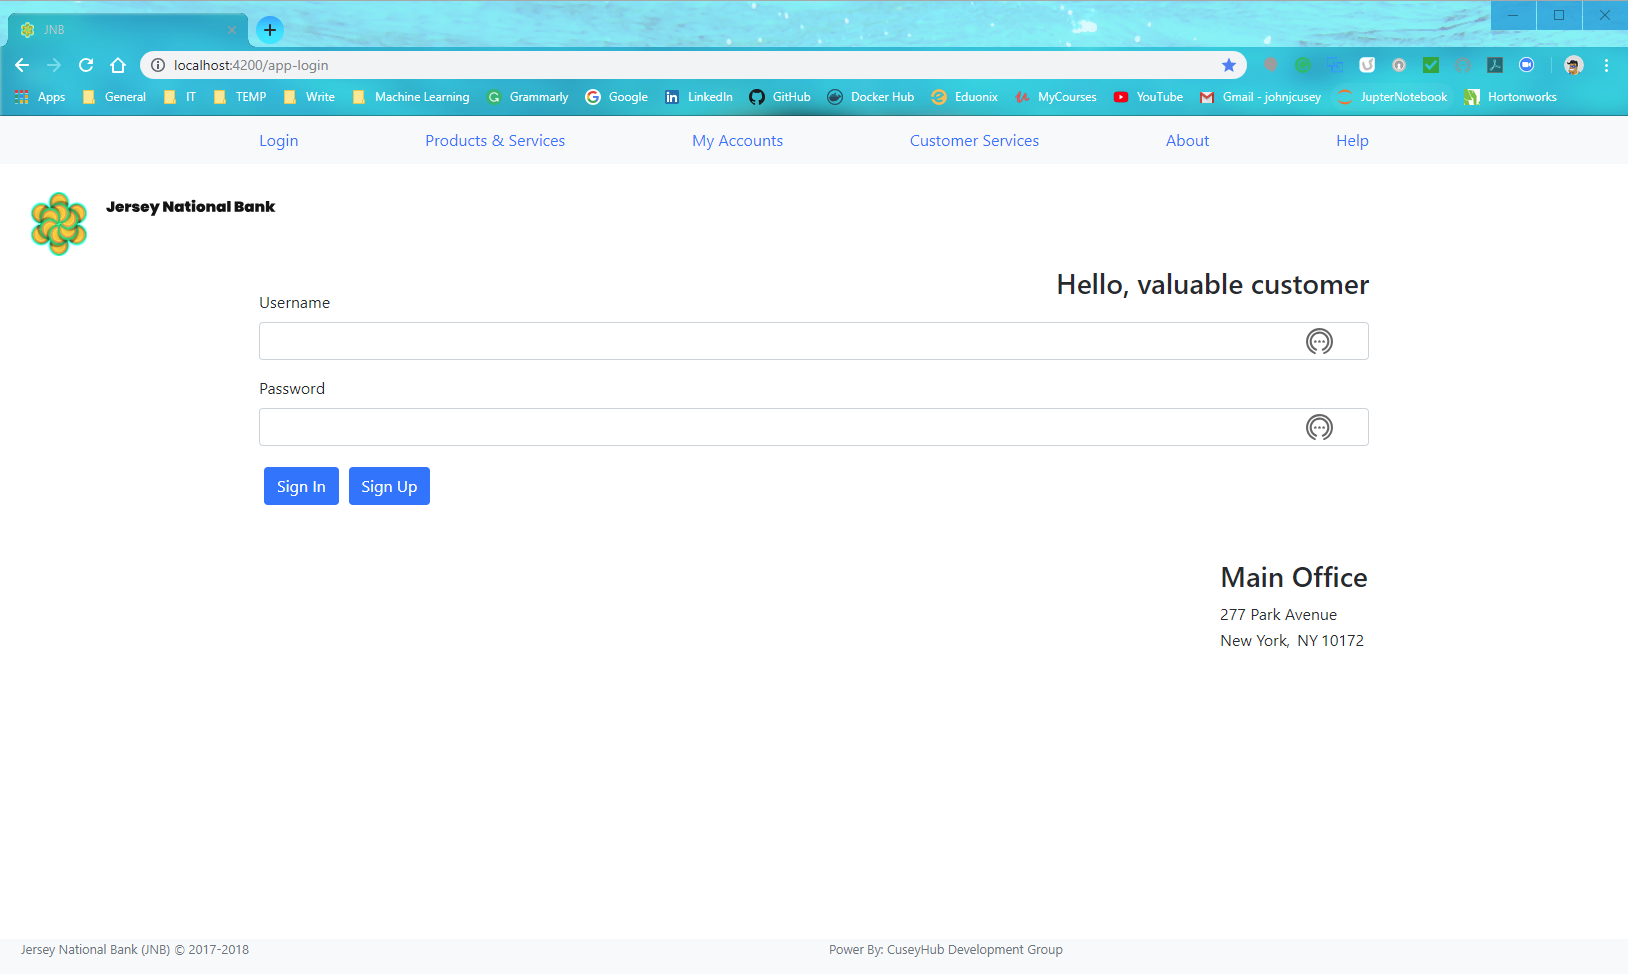 JNB
localhost:4200/app-login
Apps General IT TEMP Write Machine Learning Grammarly Google LinkedIn GitHub Docker Hub Eduonix MyCourses YouTube Gmail - johnjcusey JupterNotebook Hortonworks
Login Products & Services My Accounts Customer Services About Help
Jersey National Bank
Hello, valuable customer
Username
Password
Sign In Sign Up
Main Office
277 Park Avenue
New York, NY 10172
Jersey National Bank (JNB) © 2017-2018 Power By: CuseyHub Development Group